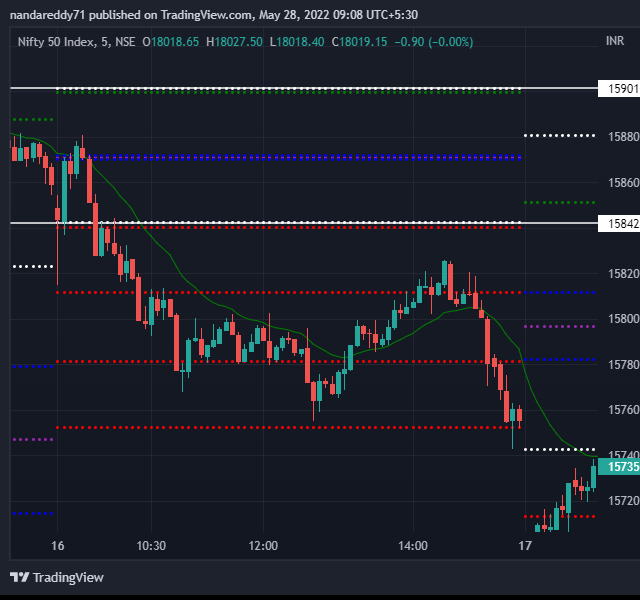 nandareddy71 published on TradingView.com, May 28, 2022 09:08 UTC+5:30
Nifty 50 Index, 5, NSE O18018.65 H18027.50 L18018.40 C18019.15 −0.90 (−0.00%)
INR
15901
15880
15860
15842
15820
15800
15780
15760
15740
15735
15720
16 10:30 12:00 14:00 17
TradingView